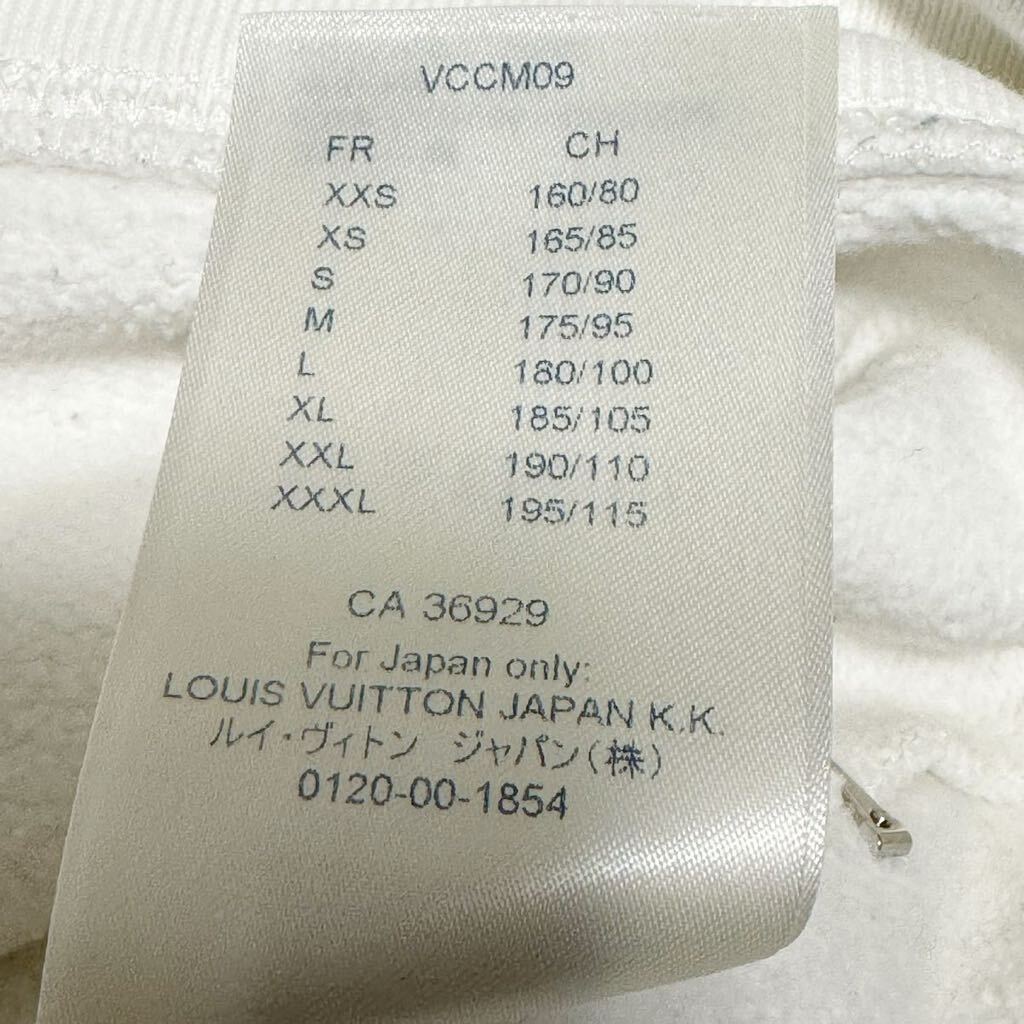 VCCM09
FR CH
XXS 160/80
XS 165/85
S 170/90
M 175/95
L 180/100
XL 185/105
XXL 190/110
XXXL 195/115
CA 36929
For Japan only:
LOUIS VUITTON JAPAN K.K.
ルイ・ヴィトン ジャパン(株)
0120-00-1854